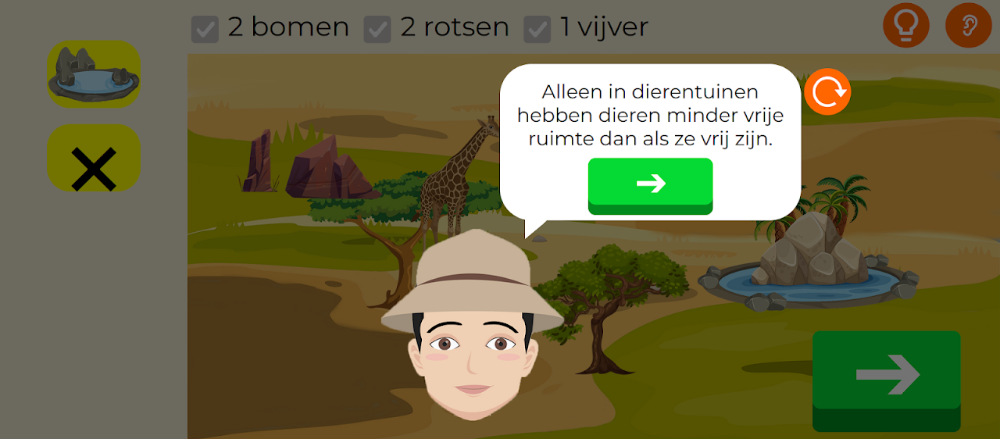 2 bomen 2 rotsen 1 vijver
Alleen in dierentuinen
hebben dieren minder vrije
ruimte dan als ze vrij zijn.